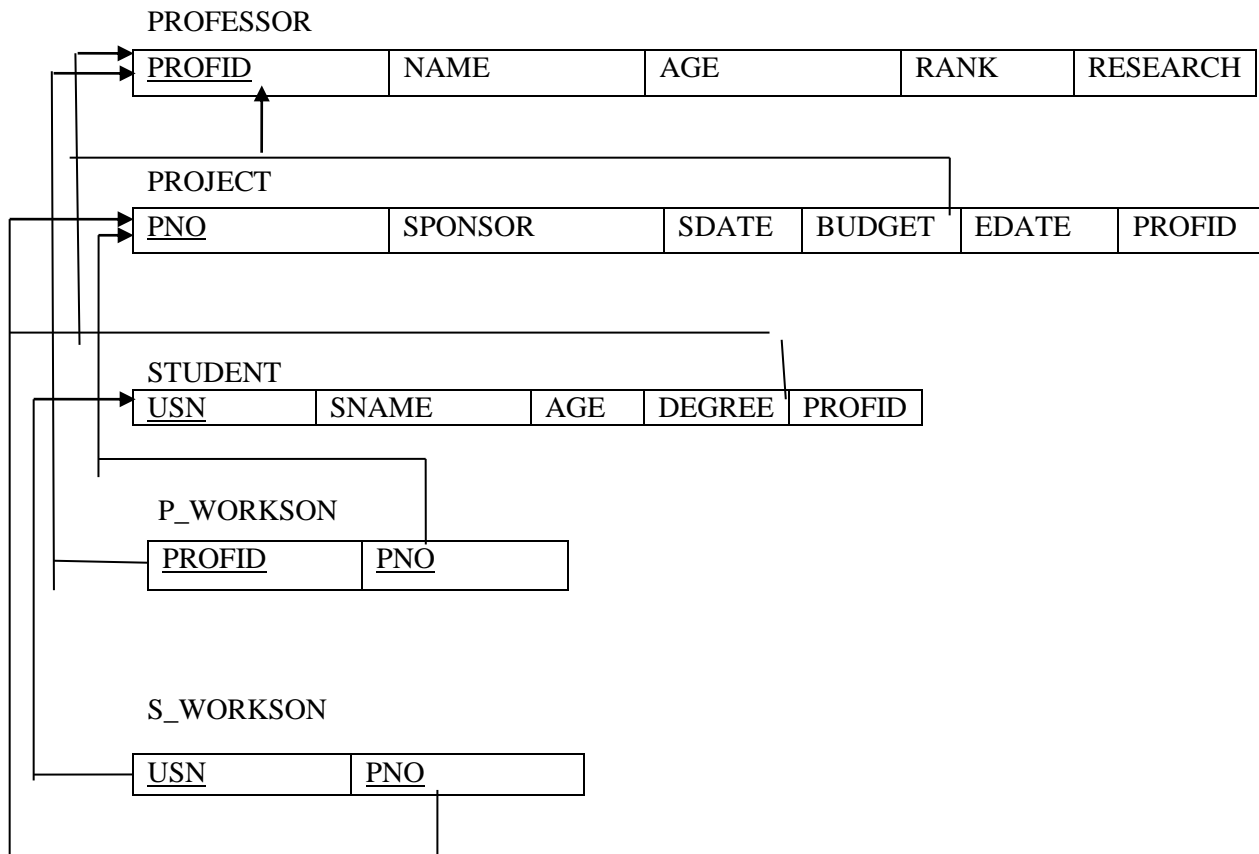 PROFESSOR
PROFID NAME AGE RANK RESEARCH
PROJECT
PNO SPONSOR SDATE BUDGET EDATE PROFID
STUDENT
USN SNAME AGE DEGREE PROFID
P_WORKSON
PROFID PNO
S_WORKSON
USN PNO